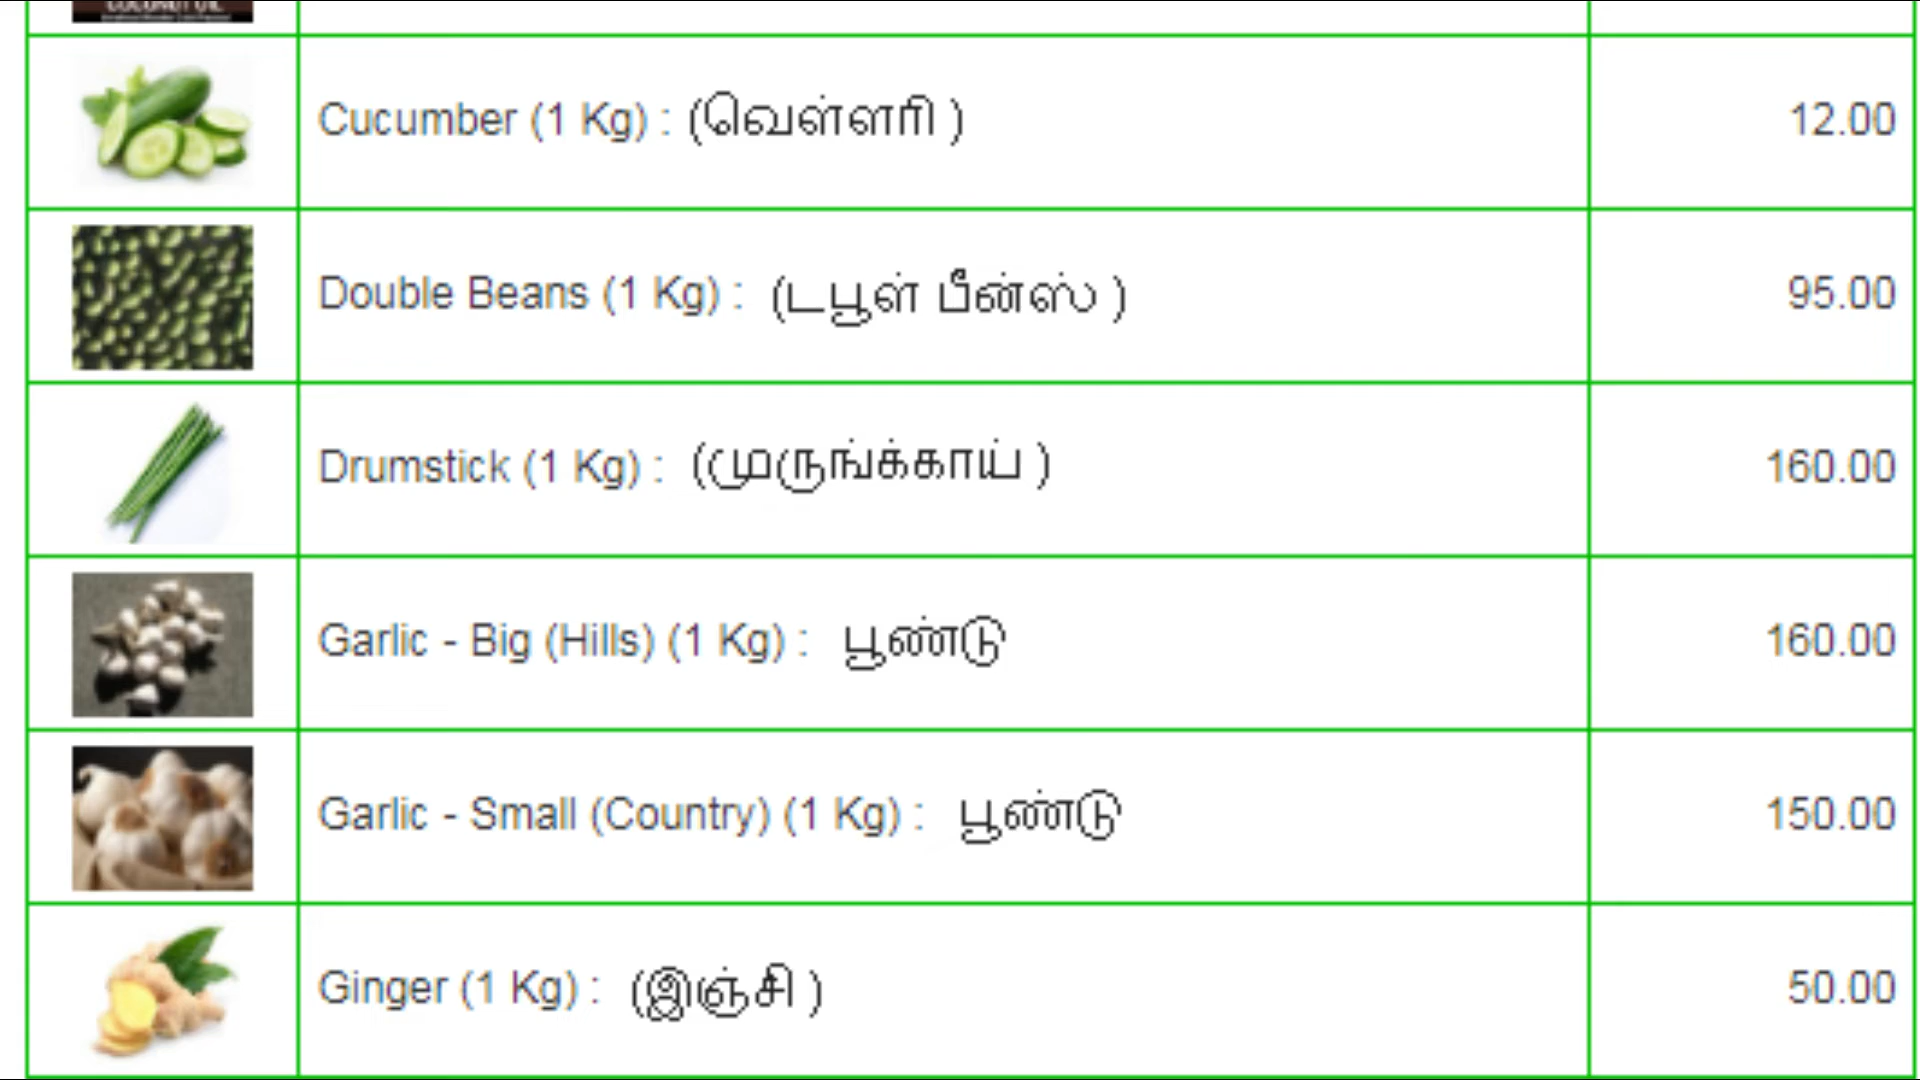 COCONUT OIL
Cucumber (1 Kg) : (வெள்ளரி ) 12.00
Double Beans (1 Kg) : (டபூள் பீன்ஸ் ) 95.00
Drumstick (1 Kg) : (முருங்க்காய் ) 160.00
Garlic - Big (Hills) (1 Kg) : பூண்டு 160.00
Garlic - Small (Country) (1 Kg) : பூண்டு 150.00
Ginger (1 Kg) : (இஞ்சி ) 50.00